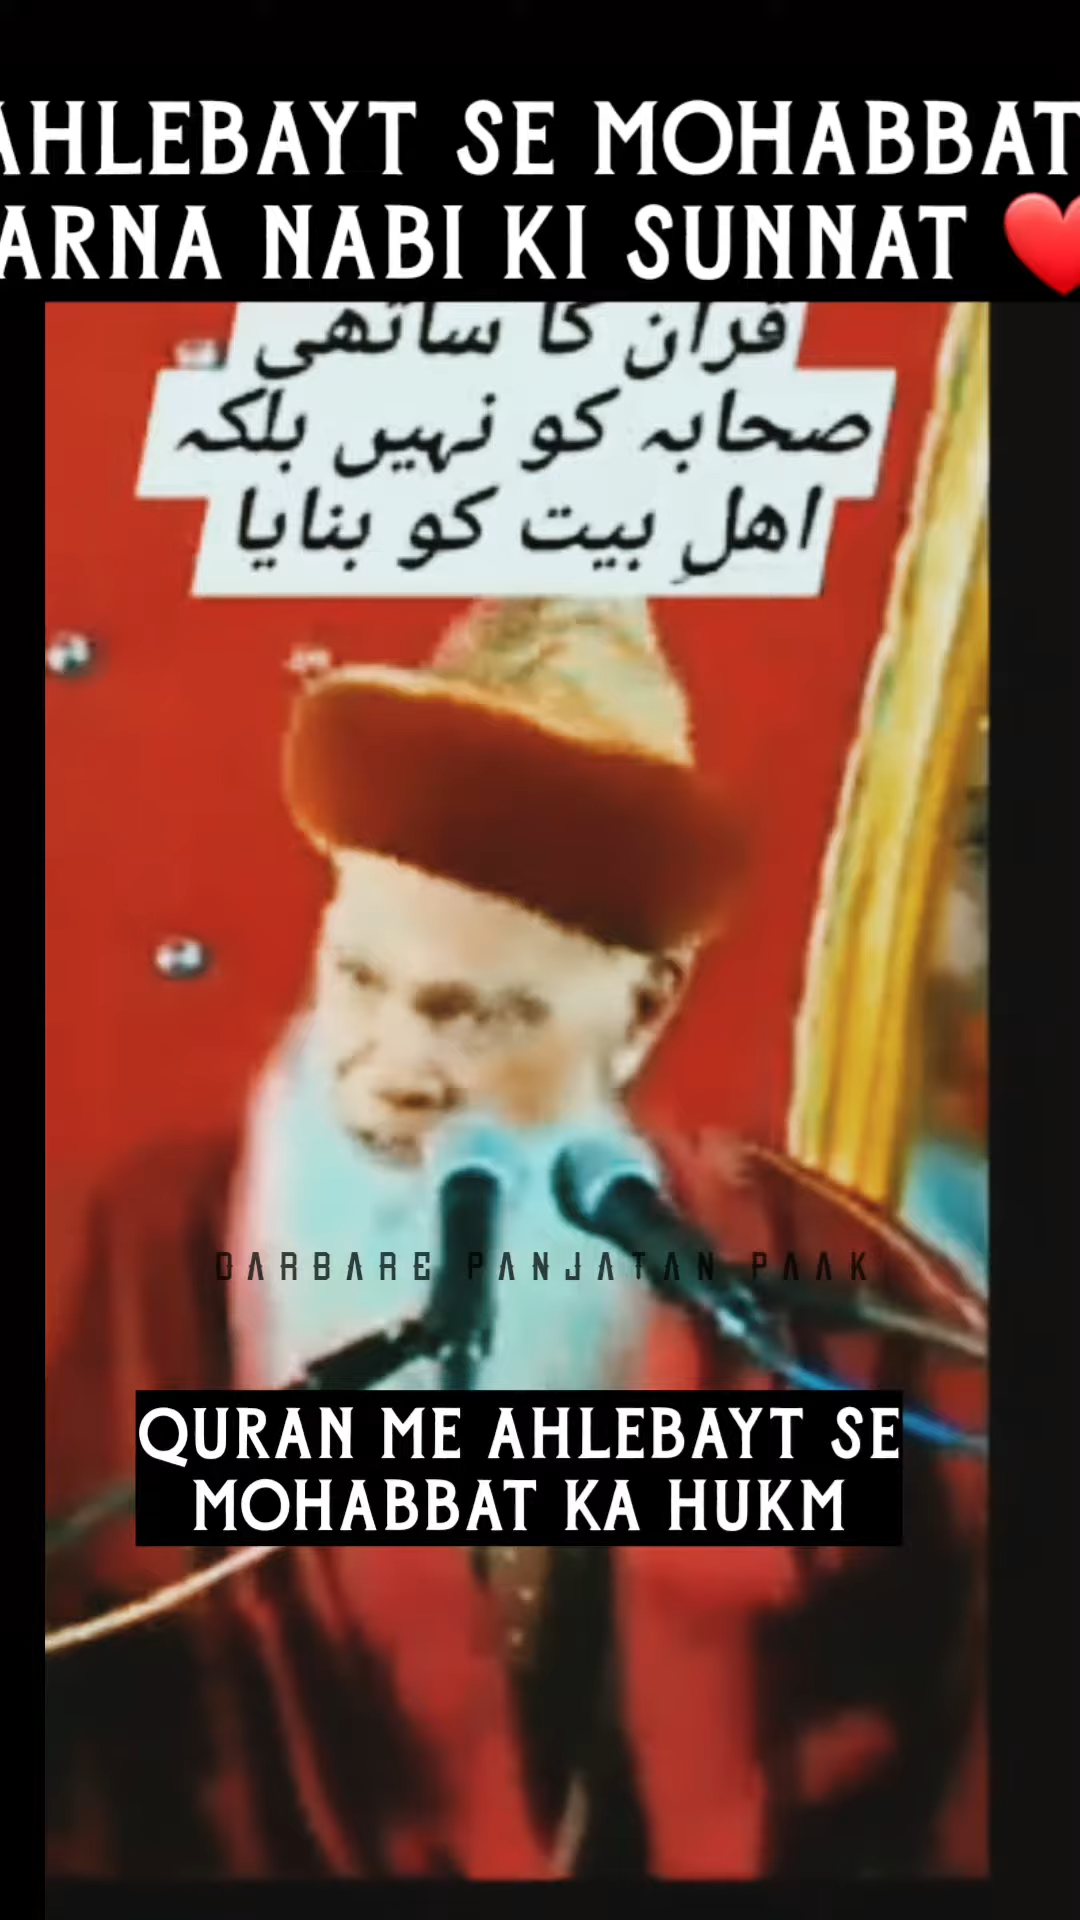 AHLEBAYT SE MOHABBAT
ARNA NABI KI SUNNAT ❤️
قرآن کا ساتھی
صحابہ کو نہیں بلکہ
اھلِ بیت کو بنایا
DARBARE PANJATAN PAAK
QURAN ME AHLEBAYT SE
MOHABBAT KA HUKM